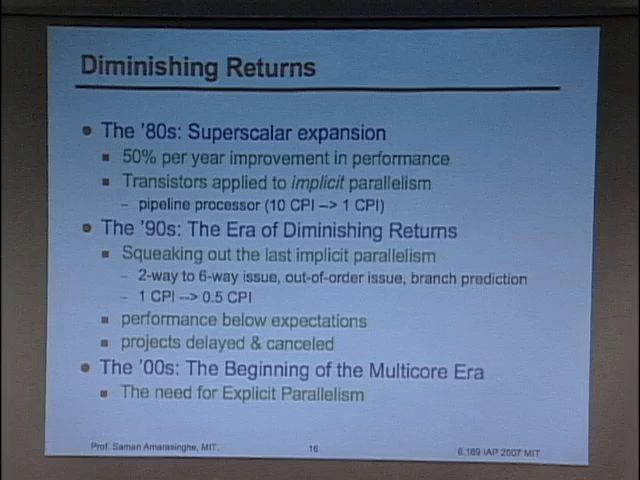 Diminishing Returns
The '80s: Superscalar expansion
50% per year improvement in performance
Transistors applied to implicit parallelism
– pipeline processor (10 CPI --> 1 CPI)
The '90s: The Era of Diminishing Returns
Squeaking out the last implicit parallelism
– 2-way to 6-way issue, out-of-order issue, branch prediction
– 1 CPI --> 0.5 CPI
performance below expectations
projects delayed & canceled
The '00s: The Beginning of the Multicore Era
The need for Explicit Parallelism
Prof. Saman Amarasinghe, MIT. 16 6.189 IAP 2007 MIT